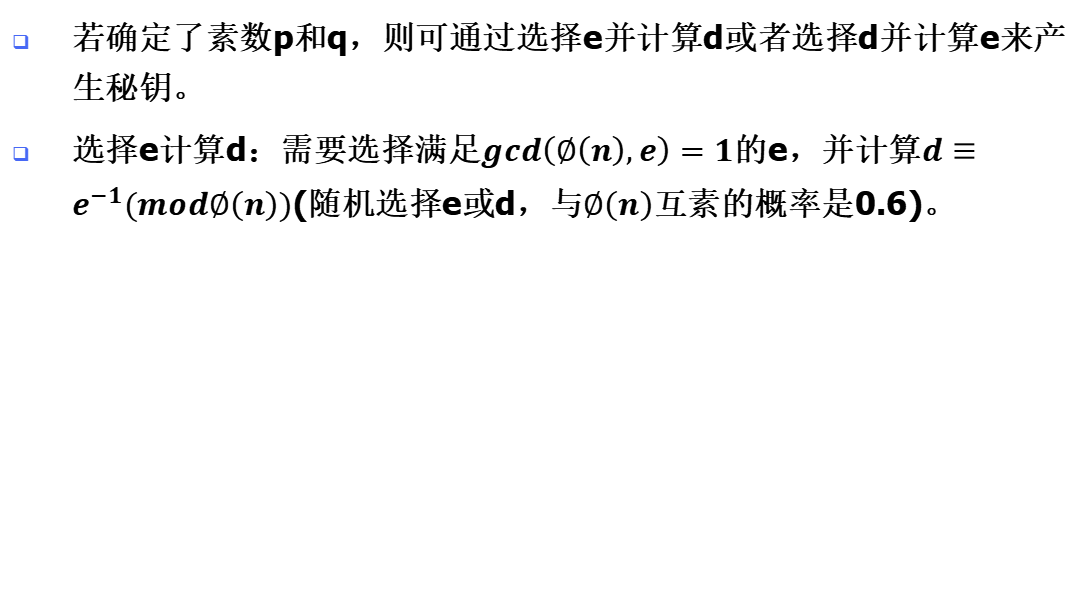 若确定了素数p和q，则可通过选择e并计算d或者选择d并计算e来产
生秘钥。
选择e计算d：需要选择满足gcd(∅(n), e) = 1的e，并计算d ≡
e⁻¹(mod∅(n))(随机选择e或d，与∅(n)互素的概率是0.6)。